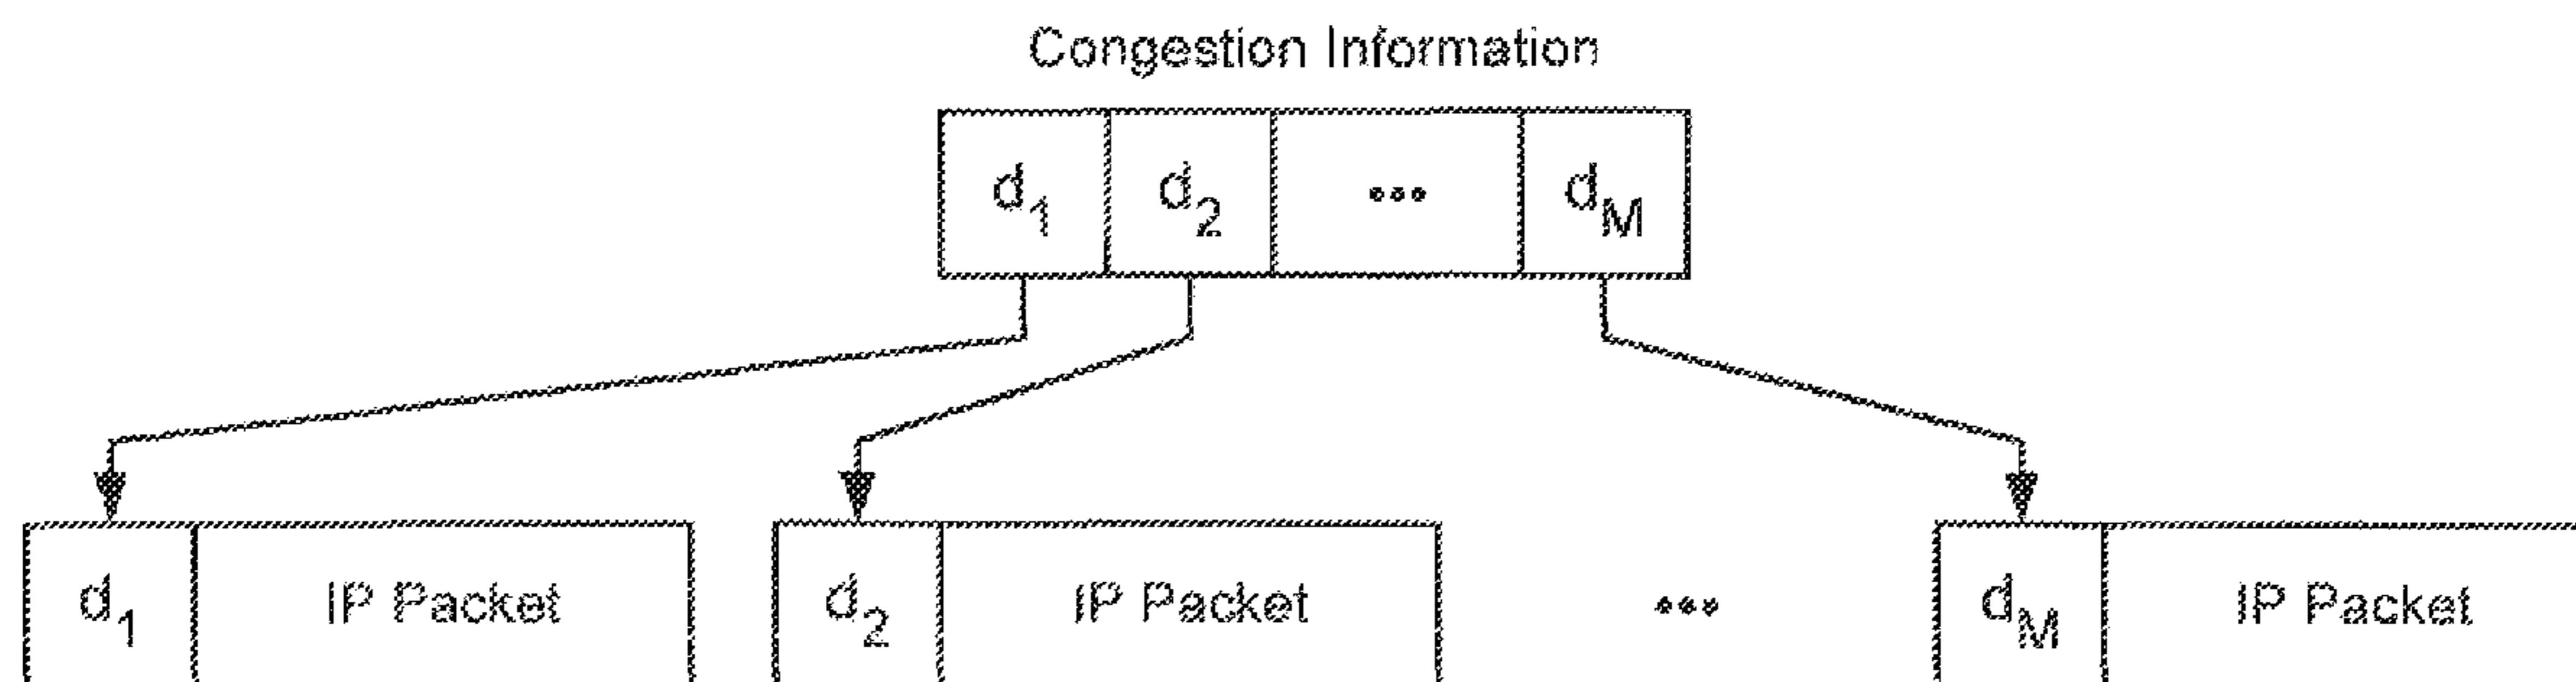 Congestion Information
d1 d2 ••• dM
d1 IP Packet d2 IP Packet ••• dM IP Packet